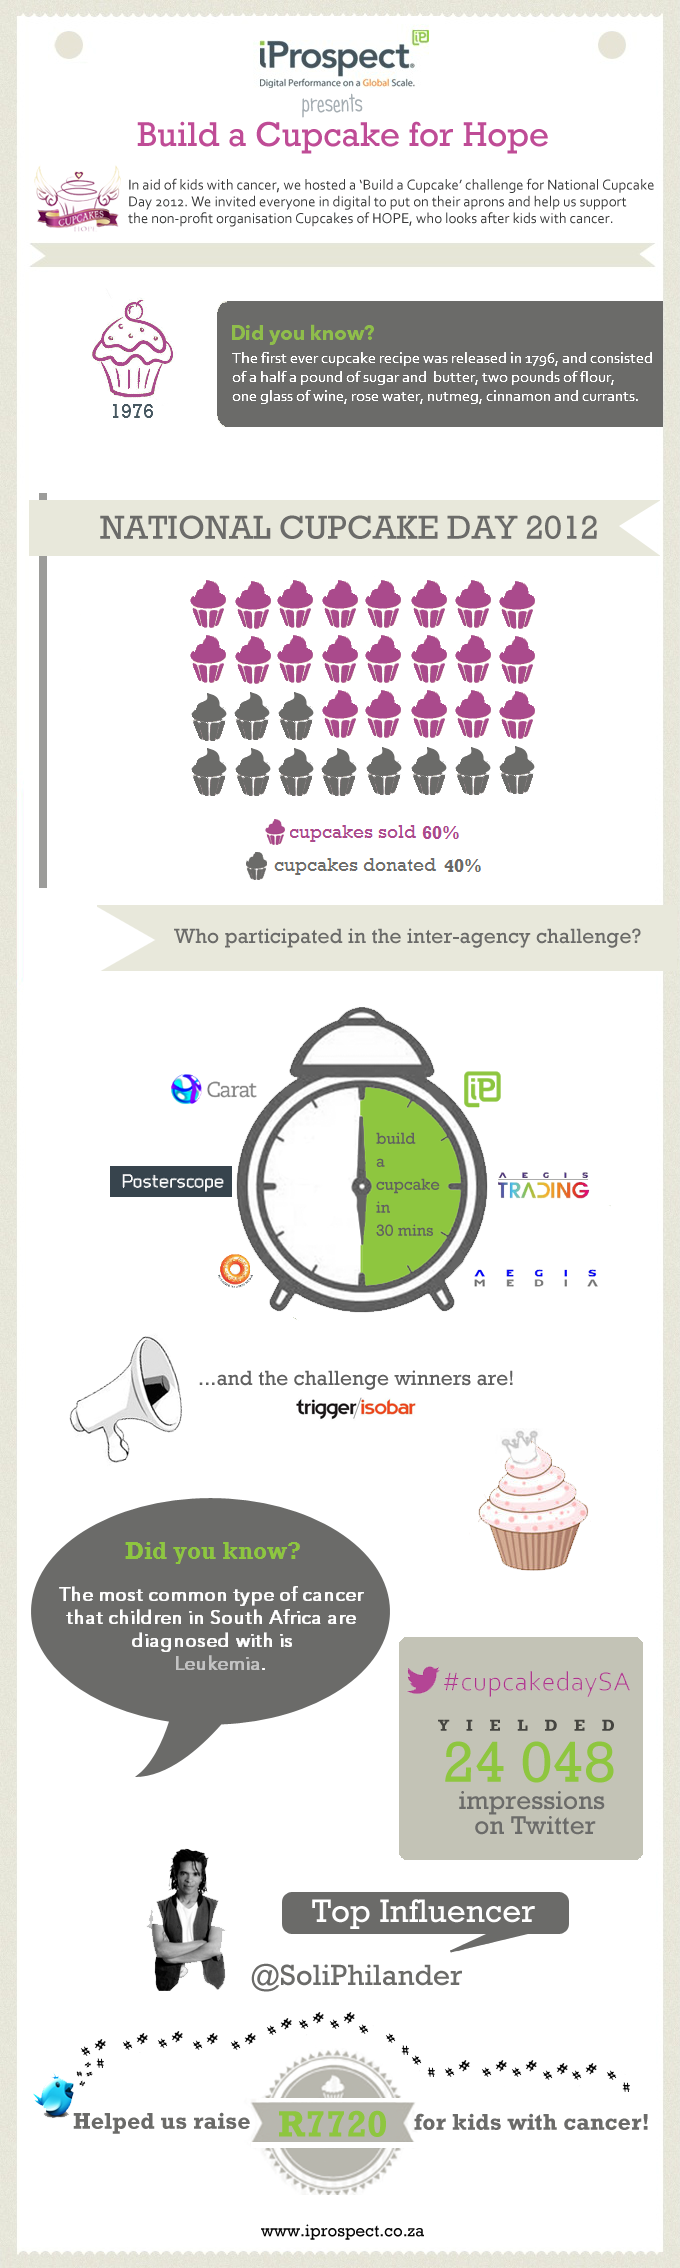 iProspect
iP
Digital Performance on a Global Scale.
presents
Build a Cupcake for Hope
CUPCAKES
HOPE
In aid of kids with cancer, we hosted a ‘Build a Cupcake’ challenge for National Cupcake
Day 2012. We invited everyone in digital to put on their aprons and help us support
the non-profit organisation Cupcakes of HOPE, who looks after kids with cancer.
1976
Did you know?
The first ever cupcake recipe was released in 1796, and consisted
of a half a pound of sugar and butter, two pounds of flour,
one glass of wine, rose water, nutmeg, cinnamon and currants.
NATIONAL CUPCAKE DAY 2012
cupcakes sold 60%
cupcakes donated 40%
Who participated in the inter-agency challenge?
Carat
iP
build
a
cupcake
in
30 mins
Posterscope
AEGIS
TRADING
AEGIS
MEDIA
...and the challenge winners are!
trigger/isobar
Did you know?
The most common type of cancer
that children in South Africa are
diagnosed with is
Leukemia.
#cupcakedaySA
YIELDED
24 048
impressions
on Twitter
Top Influencer
@SoliPhilander
Helped us raise R7720 for kids with cancer!
www.iprospect.co.za